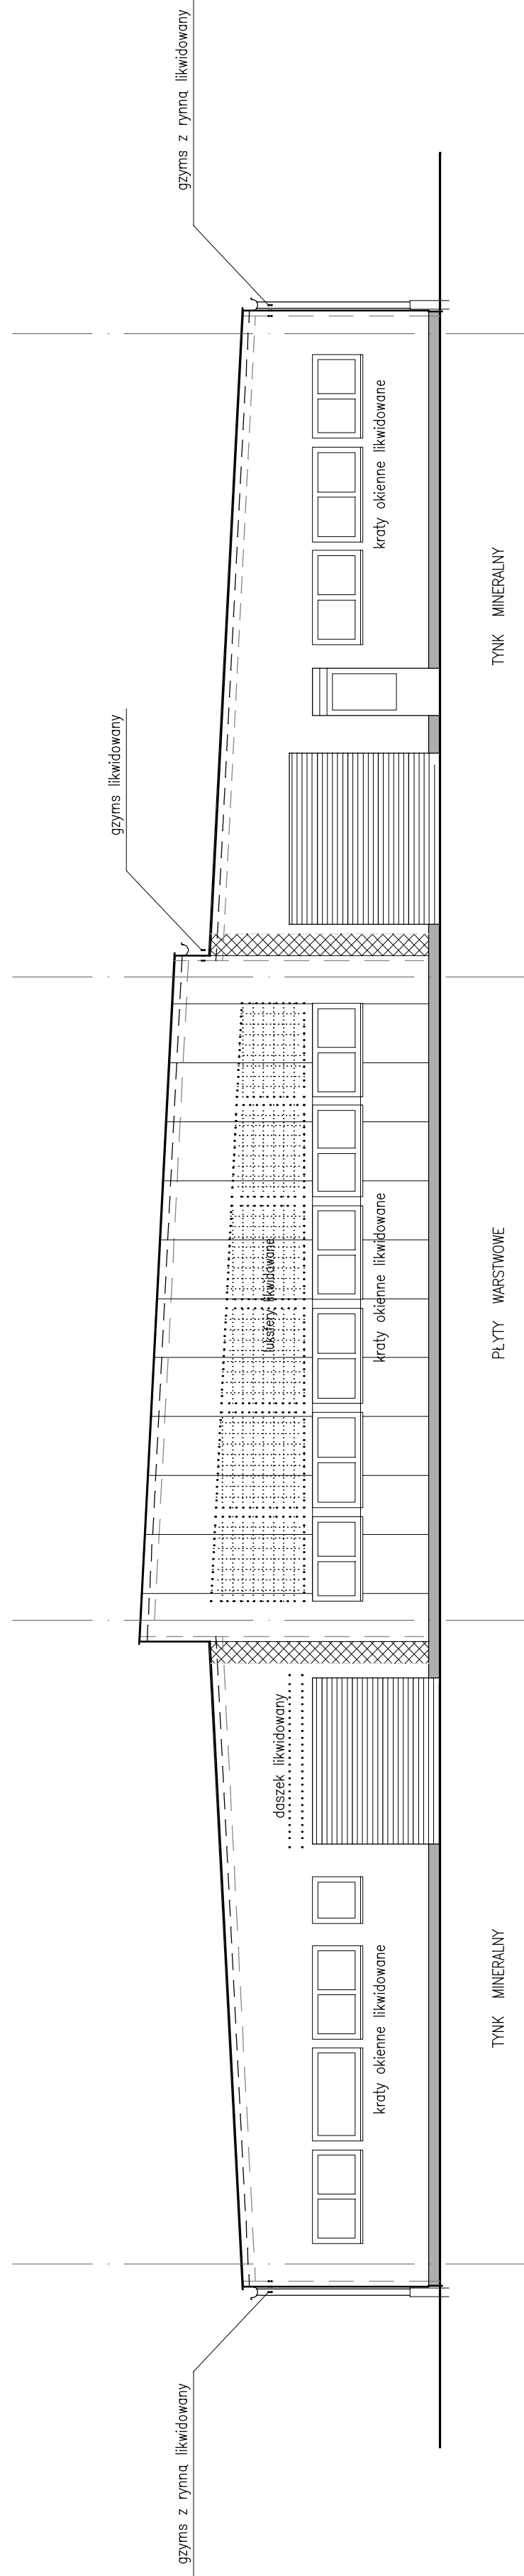 gzyms z rynną likwidowany
gzyms likwidowany
gzyms z rynną likwidowany
daszek likwidowany
luksfery likwidowane
kraty okienne likwidowane
kraty okienne likwidowane
kraty okienne likwidowane
TYNK MINERALNY
PŁYTY WARSTWOWE
TYNK MINERALNY